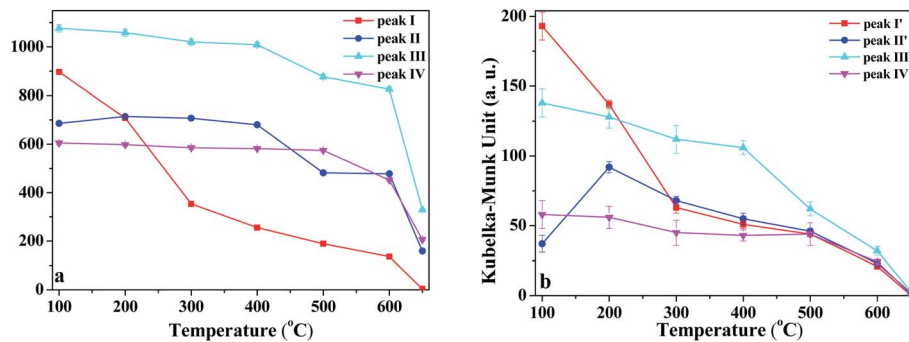 1000
800
600
400
200
0
peak I
peak II
peak III
peak IV
a
100 200 300 400 500 600
Temperature (°C)
Kubelka-Munk Unit (a. u.)
200
150
100
50
0
peak I'
peak II'
peak III
peak IV
b
100 200 300 400 500 600
Temperature (°C)